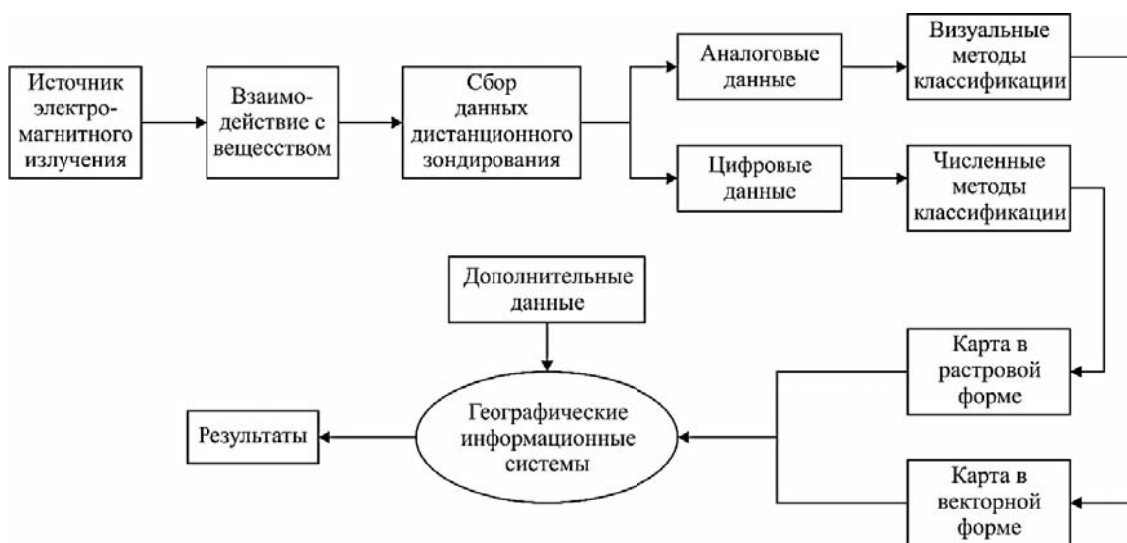 Источник
электро-
магнитного
излучения
Взаимо-
действие с
вещесством
Сбор
данных
дистанционного
зондирования
Аналоговые
данные
Визуальные
методы
классификации
Цифровые
данные
Численные
методы
классификации
Дополнительные
данные
Карта в
растровой
форме
Географические
информационные
системы
Результаты
Карта в
векторной
форме